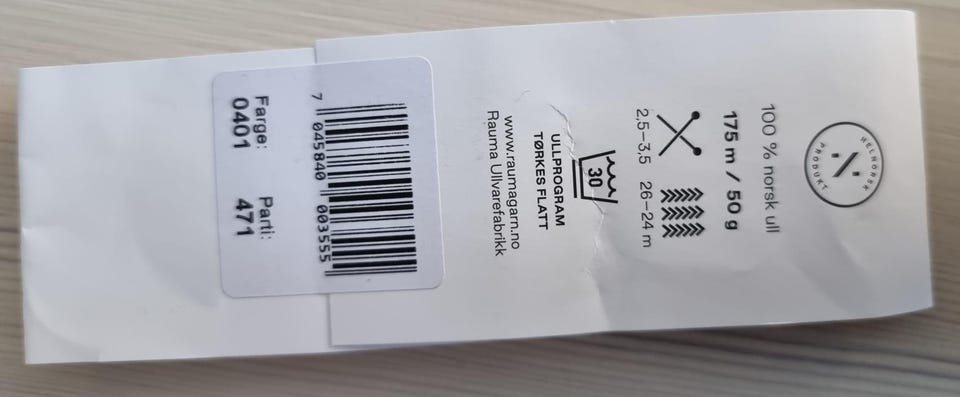 HELNORSK
PRODUKT
N
100 % norsk ull
175 m / 50 g
2,5–3,5 26–24 m
30
ULLPROGRAM
TØRKES FLATT
www.raumagarn.no
Rauma Ullvarefabrikk
7 045840 003555
Farge: Parti:
0401 471